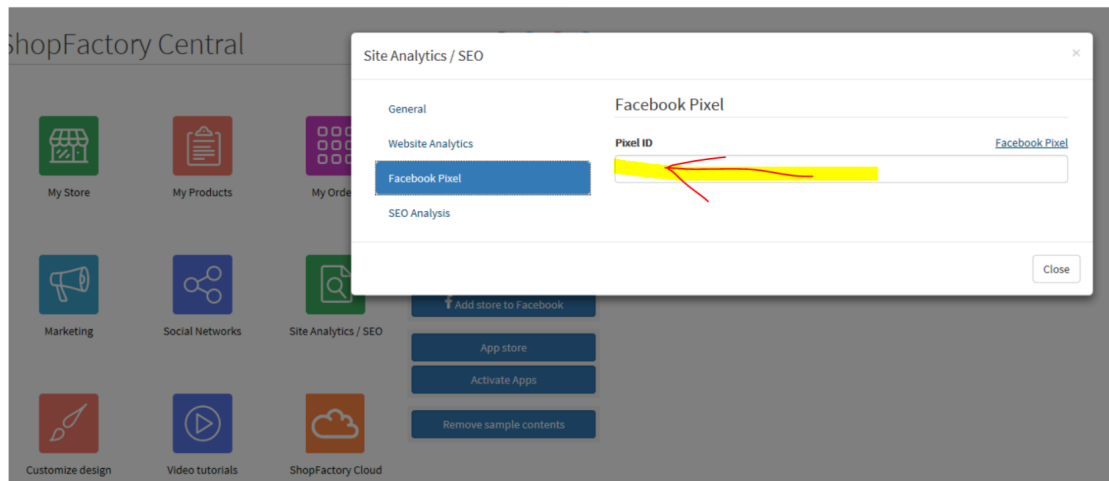 ShopFactory Central
Site Analytics / SEO
×
General
Website Analytics
Facebook Pixel
SEO Analysis
Facebook Pixel
Pixel ID
Facebook Pixel
Close
My Store
My Products
My Orde
Marketing
Social Networks
Site Analytics / SEO
f Add store to Facebook
App store
Activate Apps
Remove sample contents
Customize design
Video tutorials
ShopFactory Cloud